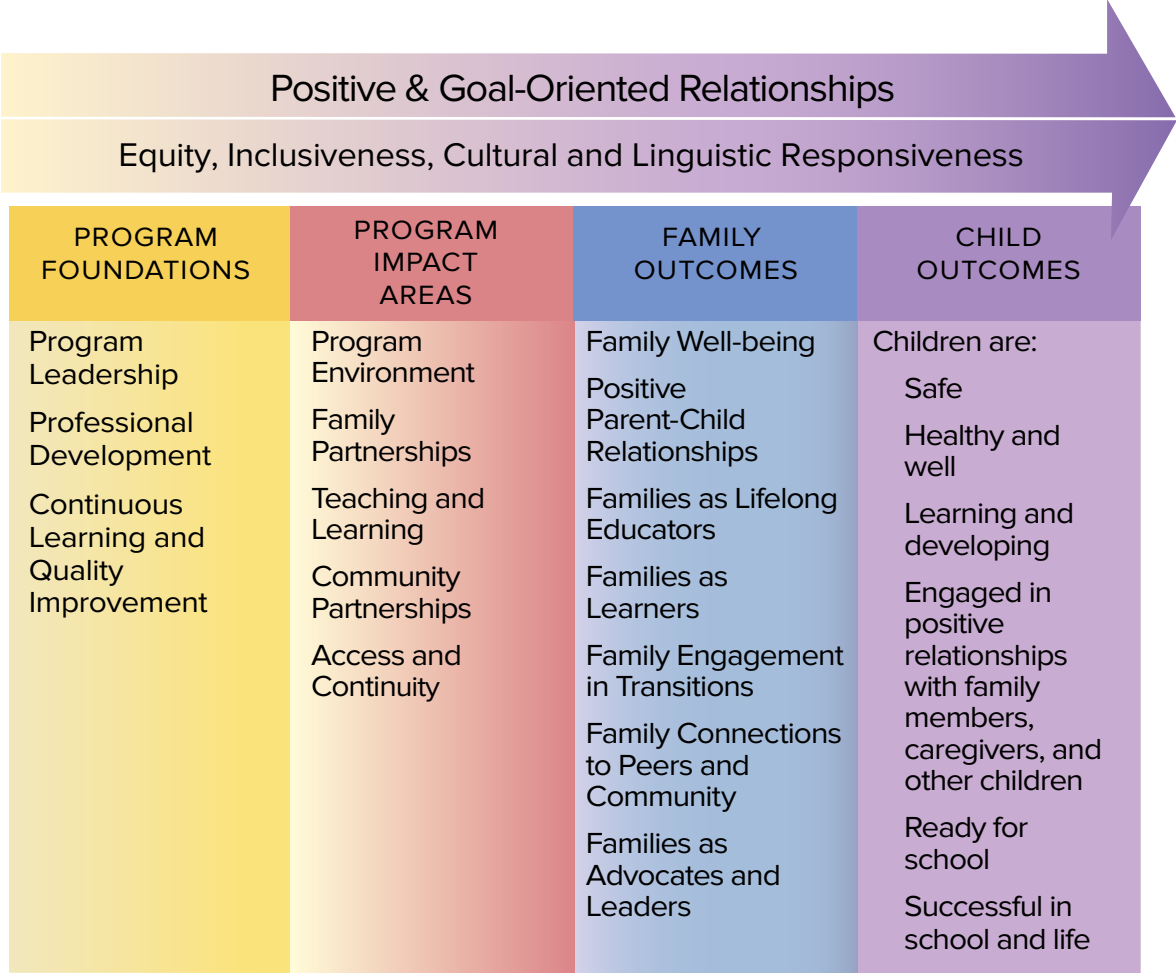 Positive & Goal-Oriented Relationships
Equity, Inclusiveness, Cultural and Linguistic Responsiveness
PROGRAM
FOUNDATIONS
Program
Leadership
Professional
Development
Continuous
Learning and
Quality
Improvement
PROGRAM
IMPACT
AREAS
Program
Environment
Family
Partnerships
Teaching and
Learning
Community
Partnerships
Access and
Continuity
FAMILY
OUTCOMES
Family Well-being
Positive
Parent-Child
Relationships
Families as Lifelong
Educators
Families as
Learners
Family Engagement
in Transitions
Family Connections
to Peers and
Community
Families as
Advocates and
Leaders
CHILD
OUTCOMES
Children are:
Safe
Healthy and
well
Learning and
developing
Engaged in
positive
relationships
with family
members,
caregivers, and
other children
Ready for
school
Successful in
school and life